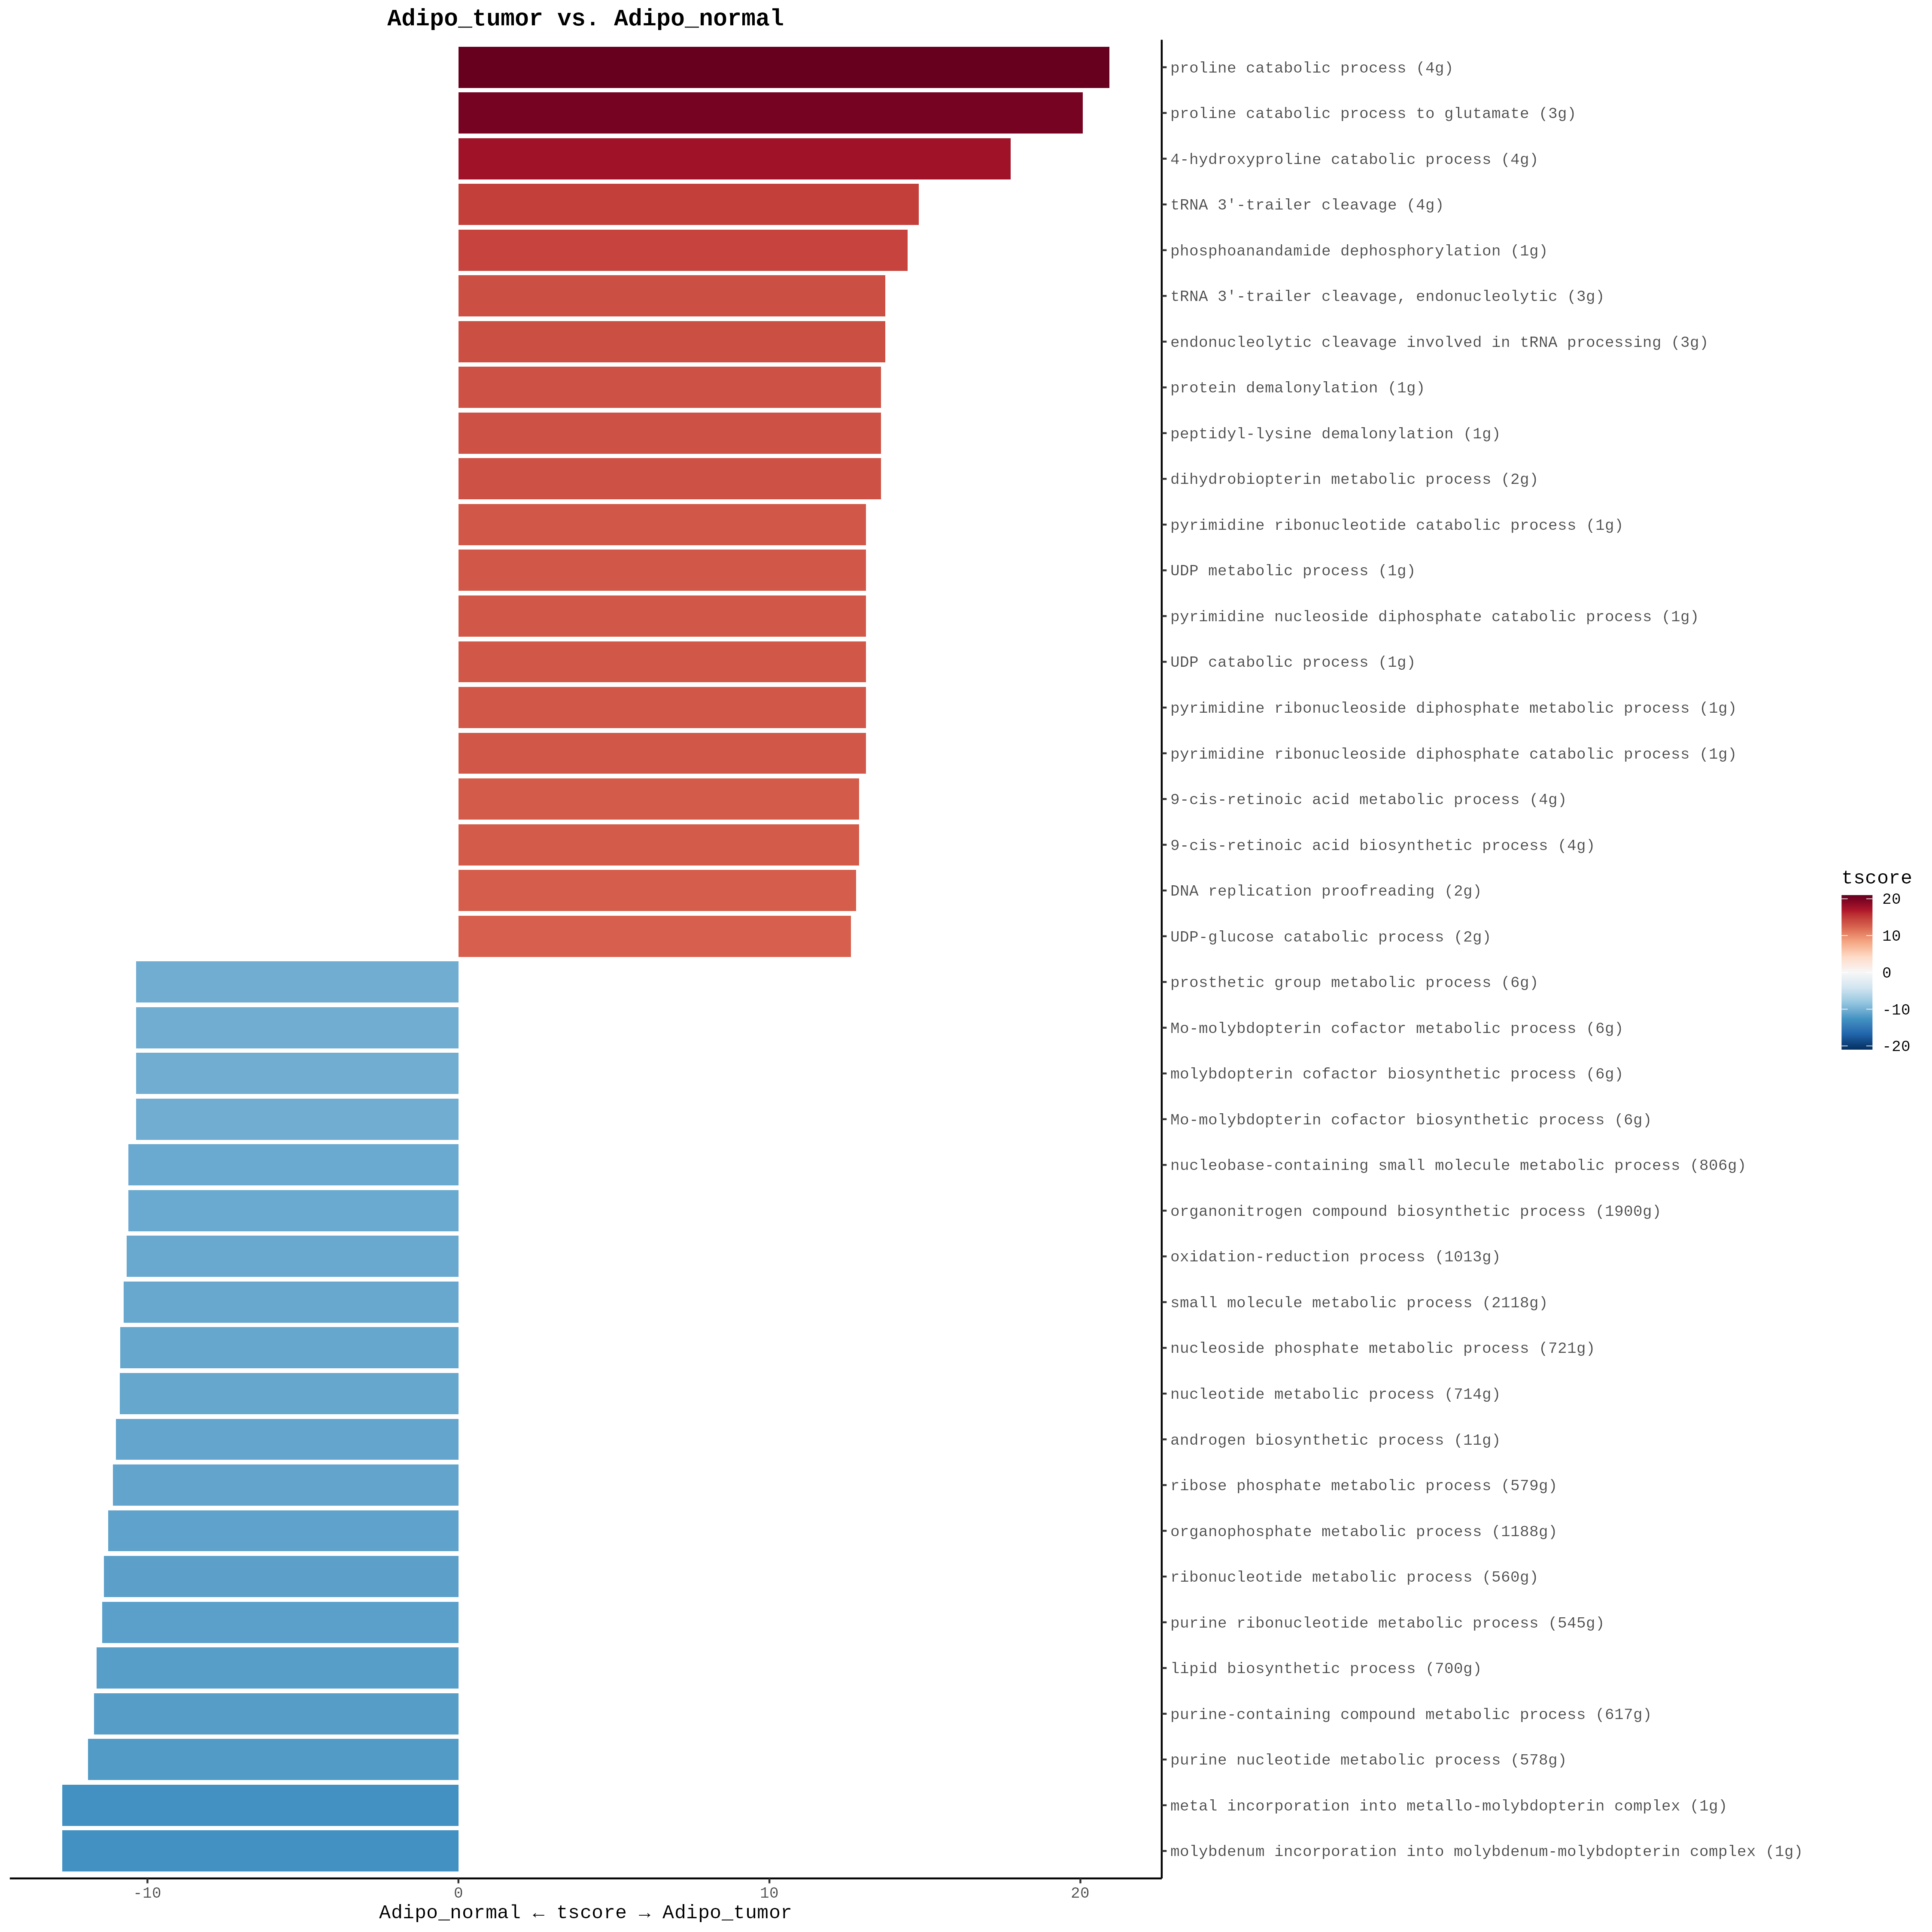 Adipo_tumor vs. Adipo_normal
proline catabolic process (4g)
proline catabolic process to glutamate (3g)
4-hydroxyproline catabolic process (4g)
tRNA 3'-trailer cleavage (4g)
phosphoanandamide dephosphorylation (1g)
tRNA 3'-trailer cleavage, endonucleolytic (3g)
endonucleolytic cleavage involved in tRNA processing (3g)
protein demalonylation (1g)
peptidyl-lysine demalonylation (1g)
dihydrobiopterin metabolic process (2g)
pyrimidine ribonucleotide catabolic process (1g)
UDP metabolic process (1g)
pyrimidine nucleoside diphosphate catabolic process (1g)
UDP catabolic process (1g)
pyrimidine ribonucleoside diphosphate metabolic process (1g)
pyrimidine ribonucleoside diphosphate catabolic process (1g)
9-cis-retinoic acid metabolic process (4g)
9-cis-retinoic acid biosynthetic process (4g)
DNA replication proofreading (2g)
UDP-glucose catabolic process (2g)
prosthetic group metabolic process (6g)
Mo-molybdopterin cofactor metabolic process (6g)
molybdopterin cofactor biosynthetic process (6g)
Mo-molybdopterin cofactor biosynthetic process (6g)
nucleobase-containing small molecule metabolic process (806g)
organonitrogen compound biosynthetic process (1900g)
oxidation-reduction process (1013g)
small molecule metabolic process (2118g)
nucleoside phosphate metabolic process (721g)
nucleotide metabolic process (714g)
androgen biosynthetic process (11g)
ribose phosphate metabolic process (579g)
organophosphate metabolic process (1188g)
ribonucleotide metabolic process (560g)
purine ribonucleotide metabolic process (545g)
lipid biosynthetic process (700g)
purine-containing compound metabolic process (617g)
purine nucleotide metabolic process (578g)
metal incorporation into metallo-molybdopterin complex (1g)
molybdenum incorporation into molybdenum-molybdopterin complex (1g)
-10 0 10 20
Adipo_normal ← tscore → Adipo_tumor
tscore
20
10
0
-10
-20